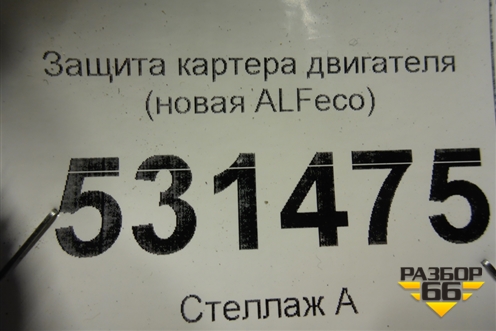 Защита картера двигателя
(новая ALFeco)
531475
Стеллаж А
РАЗБОР
66